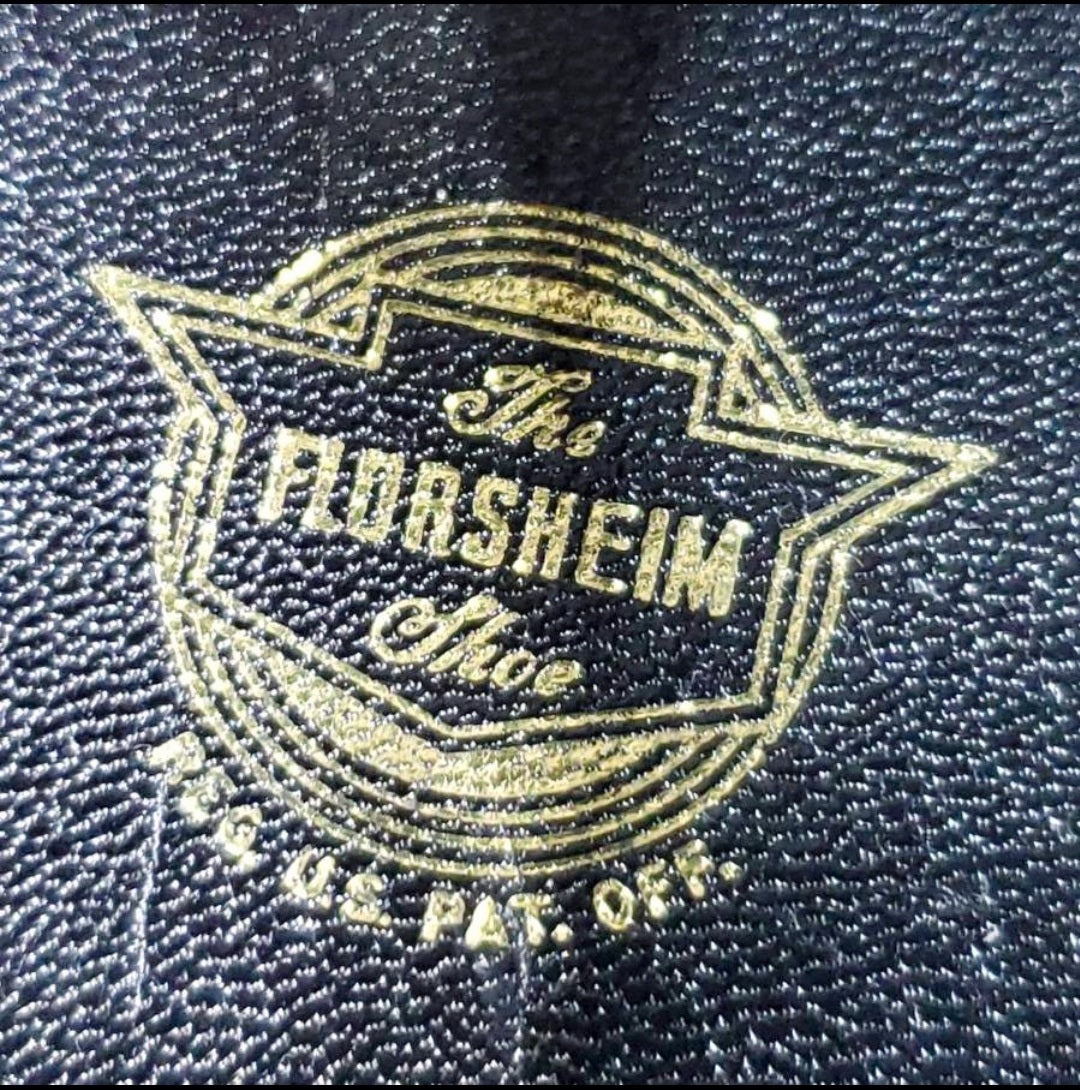 The
FLORSHEIM
Shoe
REG. U.S. PAT. OFF.